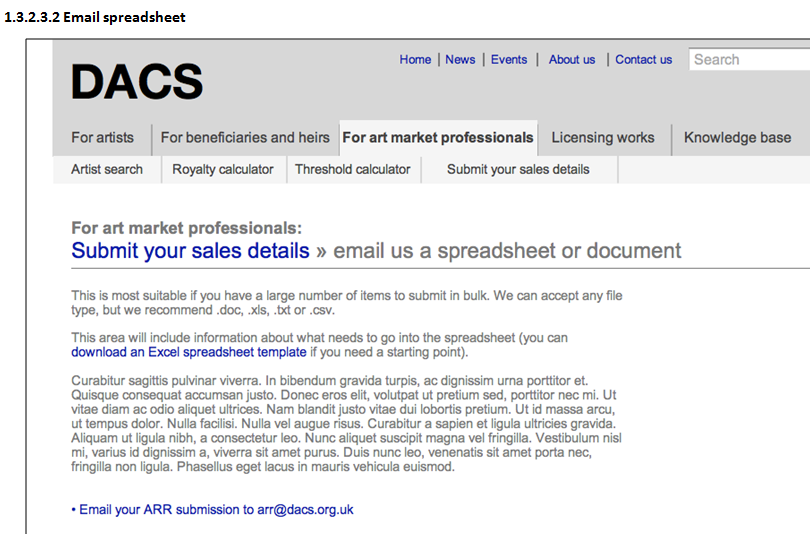 1.3.2.3.2 Email spreadsheet
Home | News | Events | About us | Contact us Search
DACS
For artists For beneficiaries and heirs For art market professionals Licensing works Knowledge base
Artist search Royalty calculator Threshold calculator Submit your sales details
For art market professionals:
Submit your sales details » email us a spreadsheet or document
This is most suitable if you have a large number of items to submit in bulk. We can accept any file
type, but we recommend .doc, .xls, .txt or .csv.
This area will include information about what needs to go into the spreadsheet (you can
download an Excel spreadsheet template if you need a starting point).
Curabitur sagittis pulvinar viverra. In bibendum gravida turpis, ac dignissim urna porttitor et.
Quisque consequat accumsan justo. Donec eros elit, volutpat ut pretium sed, porttitor nec mi. Ut
vitae diam ac odio aliquet ultrices. Nam blandit justo vitae dui lobortis pretium. Ut id massa arcu,
ut tempus dolor. Nulla facilisi. Nulla vel augue risus. Curabitur a sapien et ligula ultricies gravida.
Aliquam ut ligula nibh, a consectetur leo. Nunc aliquet suscipit magna vel fringilla. Vestibulum nisl
mi, varius id dignissim a, viverra sit amet purus. Duis nunc leo, venenatis sit amet porta nec,
fringilla non ligula. Phasellus eget lacus in mauris vehicula euismod.
• Email your ARR submission to arr@dacs.org.uk